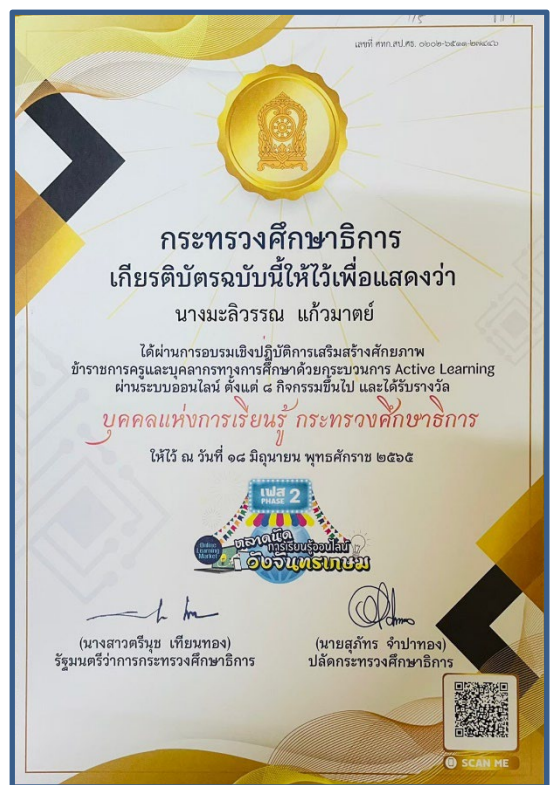 เลขที่ ศทก.สป.ศธ. ๐๒๐๒-๖๕๑๑-
กระทรวงศึกษาธิการ
เกียรติบัตรฉบับนี้ให้ไว้เพื่อแสดงว่า
นางมะลิวรรณ แก้วมาตย์
ได้ผ่านการอบรมเชิงปฏิบัติการเสริมสร้างศักยภาพ
ข้าราชการครูและบุคลากรทางการศึกษาด้วยกระบวนการ Active Learning
ผ่านระบบออนไลน์ ตั้งแต่ ๘ กิจกรรมขึ้นไป และได้รับรางวัล
บุคคลแห่งการเรียนรู้ กระทรวงศึกษาธิการ
ให้ไว้ ณ วันที่ ๑๘ มิถุนายน พุทธศักราช ๒๕๖๕
เฟส
PHASE 2
Online
Learning
Market
ตลาดนัด
การเรียนรู้ออนไลน์
วังจันทรเกษม
(นางสาวตรีนุช เทียนทอง)
รัฐมนตรีว่าการกระทรวงศึกษาธิการ
(นายสุภัทร จำปาทอง)
ปลัดกระทรวงศึกษาธิการ
SCAN ME